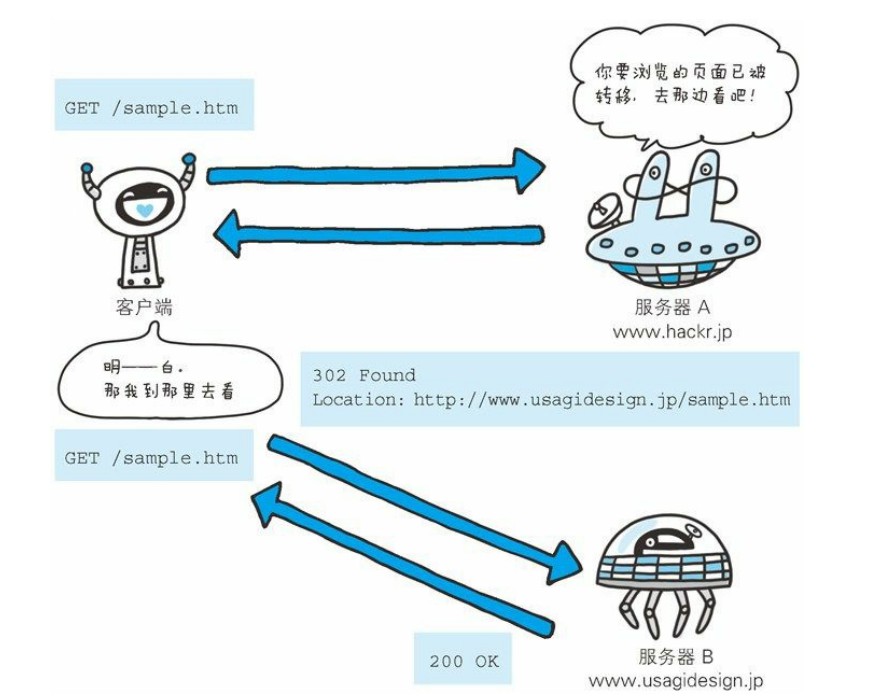 你要浏览的页面已被
转移, 去那边看吧!
GET /sample.htm
客户端
服务器 A
www.hackr.jp
明——白.
那我到那里去看
302 Found
Location: http://www.usagidesign.jp/sample.htm
GET /sample.htm
200 OK
服务器 B
www.usagidesign.jp